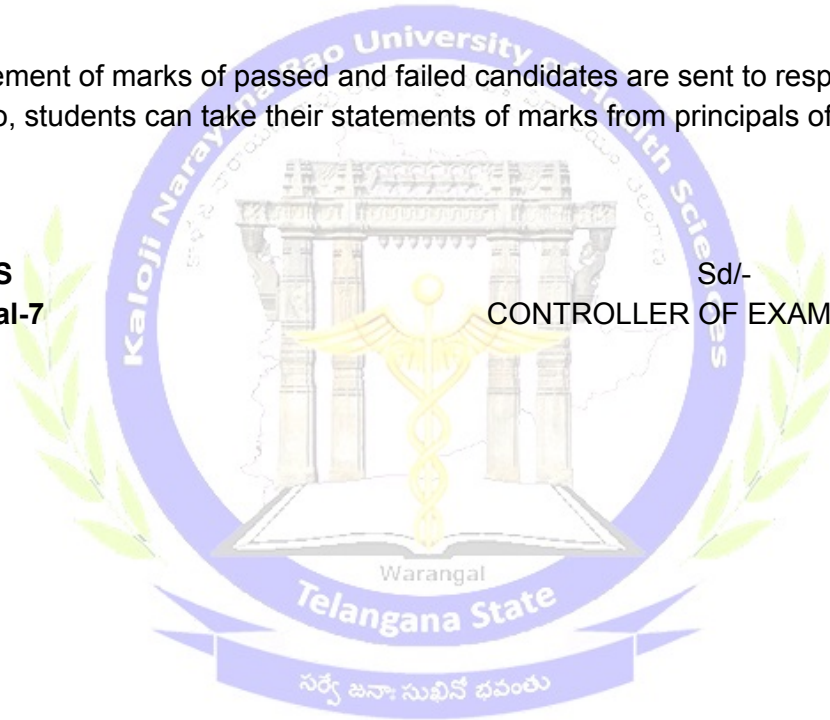 ement of marks of passed and failed candidates are sent to resp
o, students can take their statements of marks from principals of
S Sd/-
al-7 CONTROLLER OF EXAM
Kaloji Narayana Rao University of Health Sciences
Warangal
Telangana State
సర్వే జనాః సుఖినో భవంతు